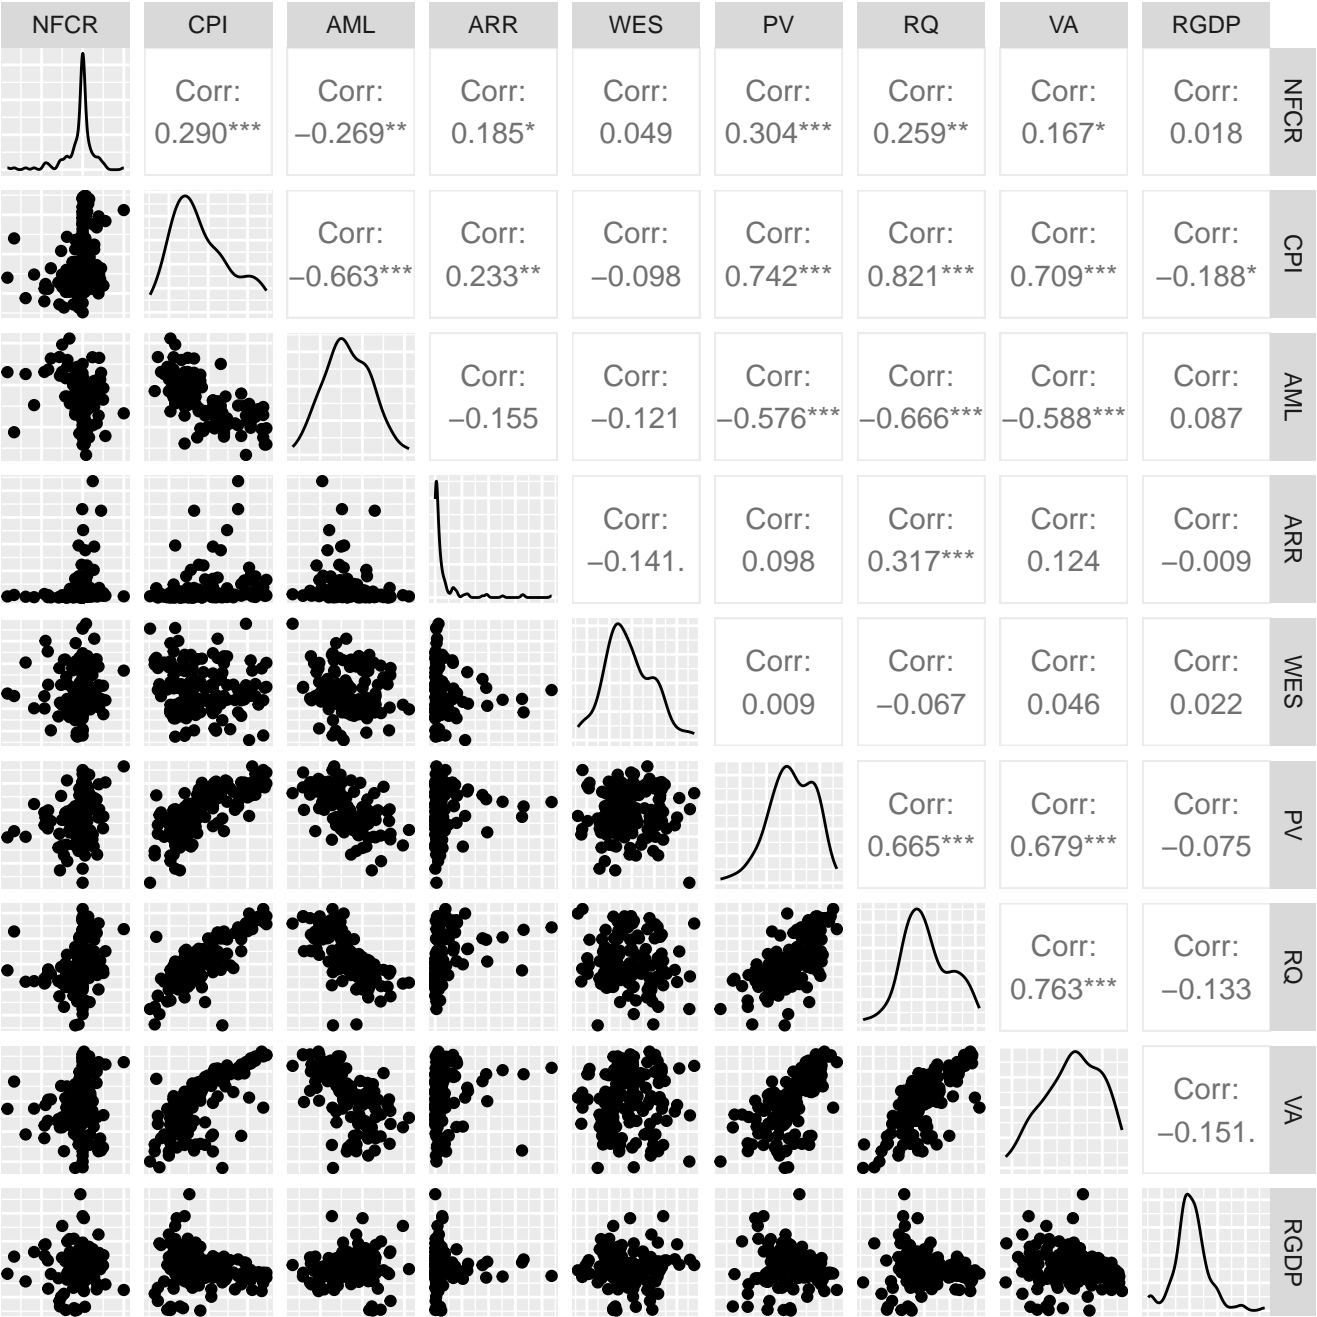 NFCR CPI AML ARR WES PV RQ VA RGDP
Corr: Corr: Corr: Corr: Corr: Corr: Corr: Corr:
0.290*** −0.269** 0.185* 0.049 0.304*** 0.259** 0.167* 0.018
NFCR
Corr: Corr: Corr: Corr: Corr: Corr: Corr:
−0.663*** 0.233** −0.098 0.742*** 0.821*** 0.709*** −0.188*
CPI
Corr: Corr: Corr: Corr: Corr: Corr:
−0.155 −0.121 −0.576*** −0.666*** −0.588*** 0.087
AML
Corr: Corr: Corr: Corr: Corr:
−0.141. 0.098 0.317*** 0.124 −0.009
ARR
Corr: Corr: Corr: Corr:
0.009 −0.067 0.046 0.022
WES
Corr: Corr: Corr:
0.665*** 0.679*** −0.075
PV
Corr: Corr:
0.763*** −0.133
RQ
Corr:
−0.151.
VA
RGDP